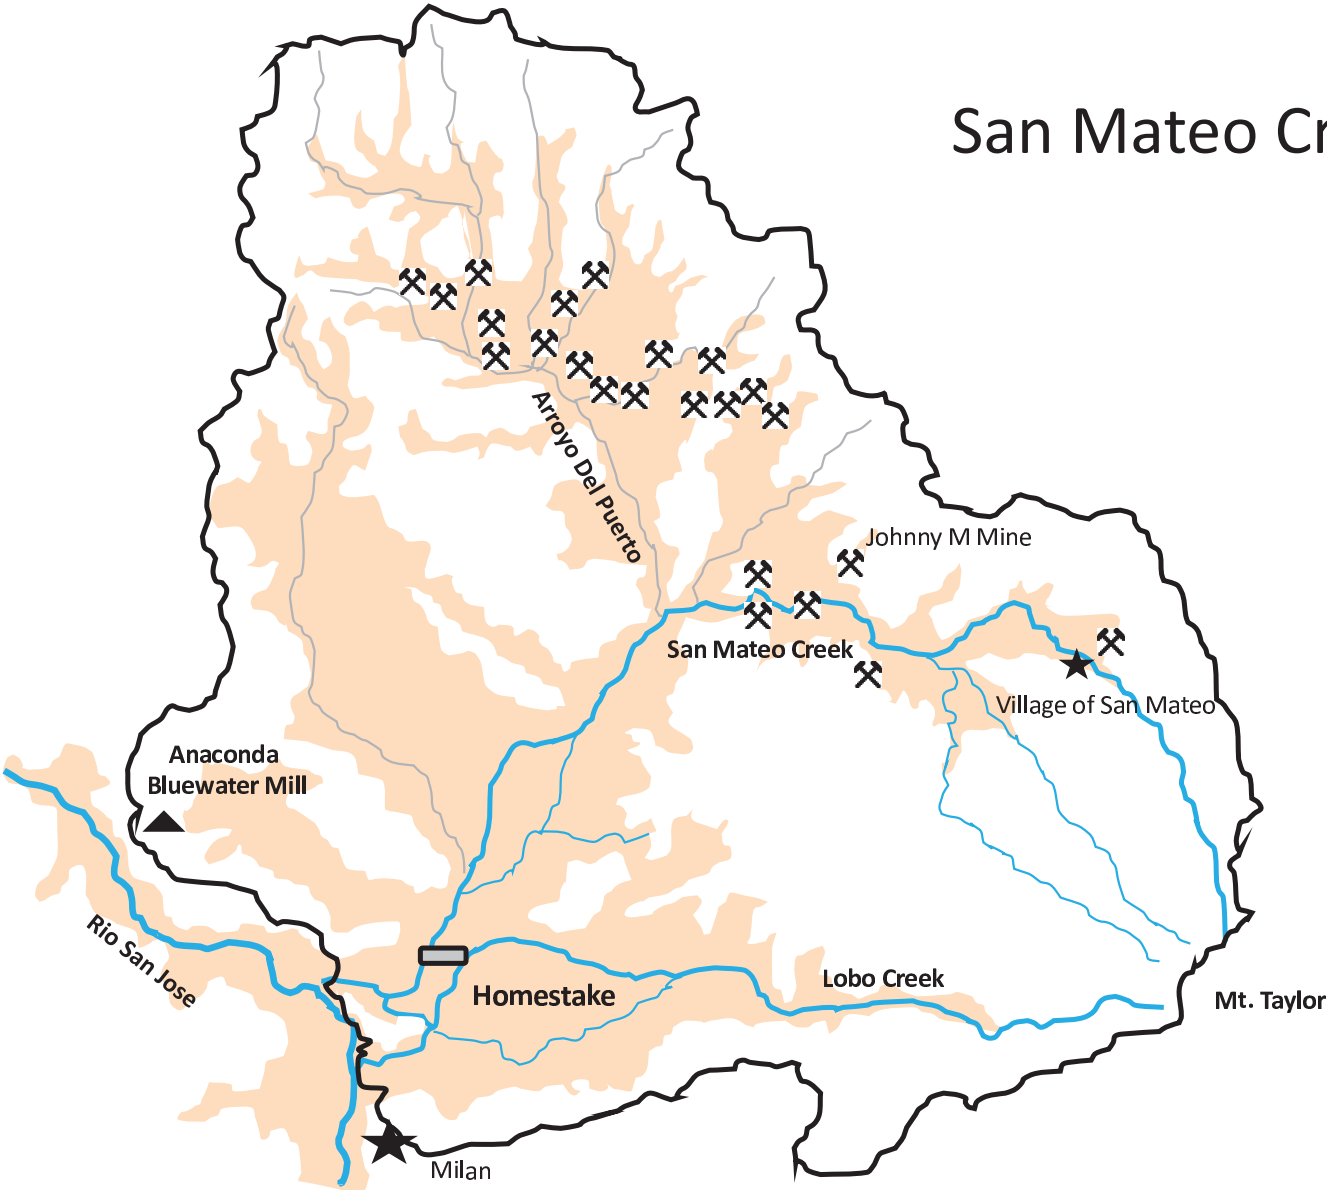 San Mateo Cr
Arroyo Del Puerto
Johnny M Mine
San Mateo Creek
Village of San Mateo
Anaconda
Bluewater Mill
Rio San Jose
Lobo Creek
Homestake
Mt. Taylor
Milan